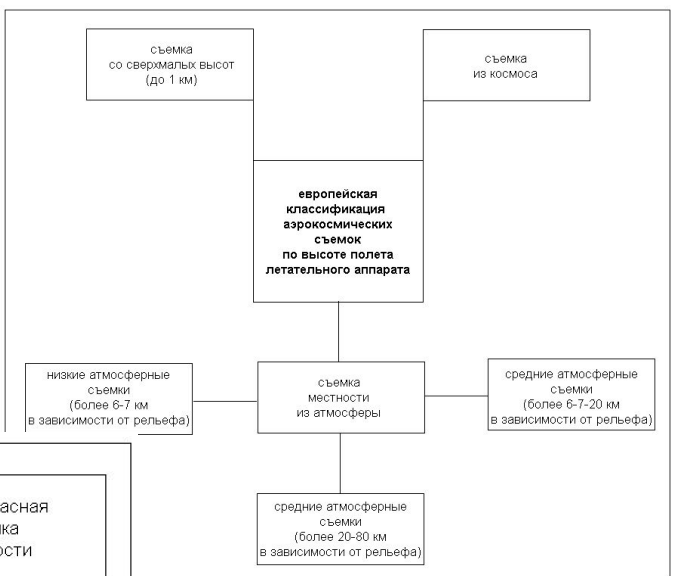 съемка
со сверхмалых высот
(до 1 км)
съемка
из космоса
европейская
классификация
аэрокосмических
съемок
по высоте полета
летательного аппарата
низкие атмосферные
съемки
(более 6-7 км
в зависимости от рельефа)
съемка
местности
из атмосферы
средние атмосферные
съемки
(более 6-7-20 км
в зависимости от рельефа)
средние атмосферные
съемки
(более 20-80 км
в зависимости от рельефа)